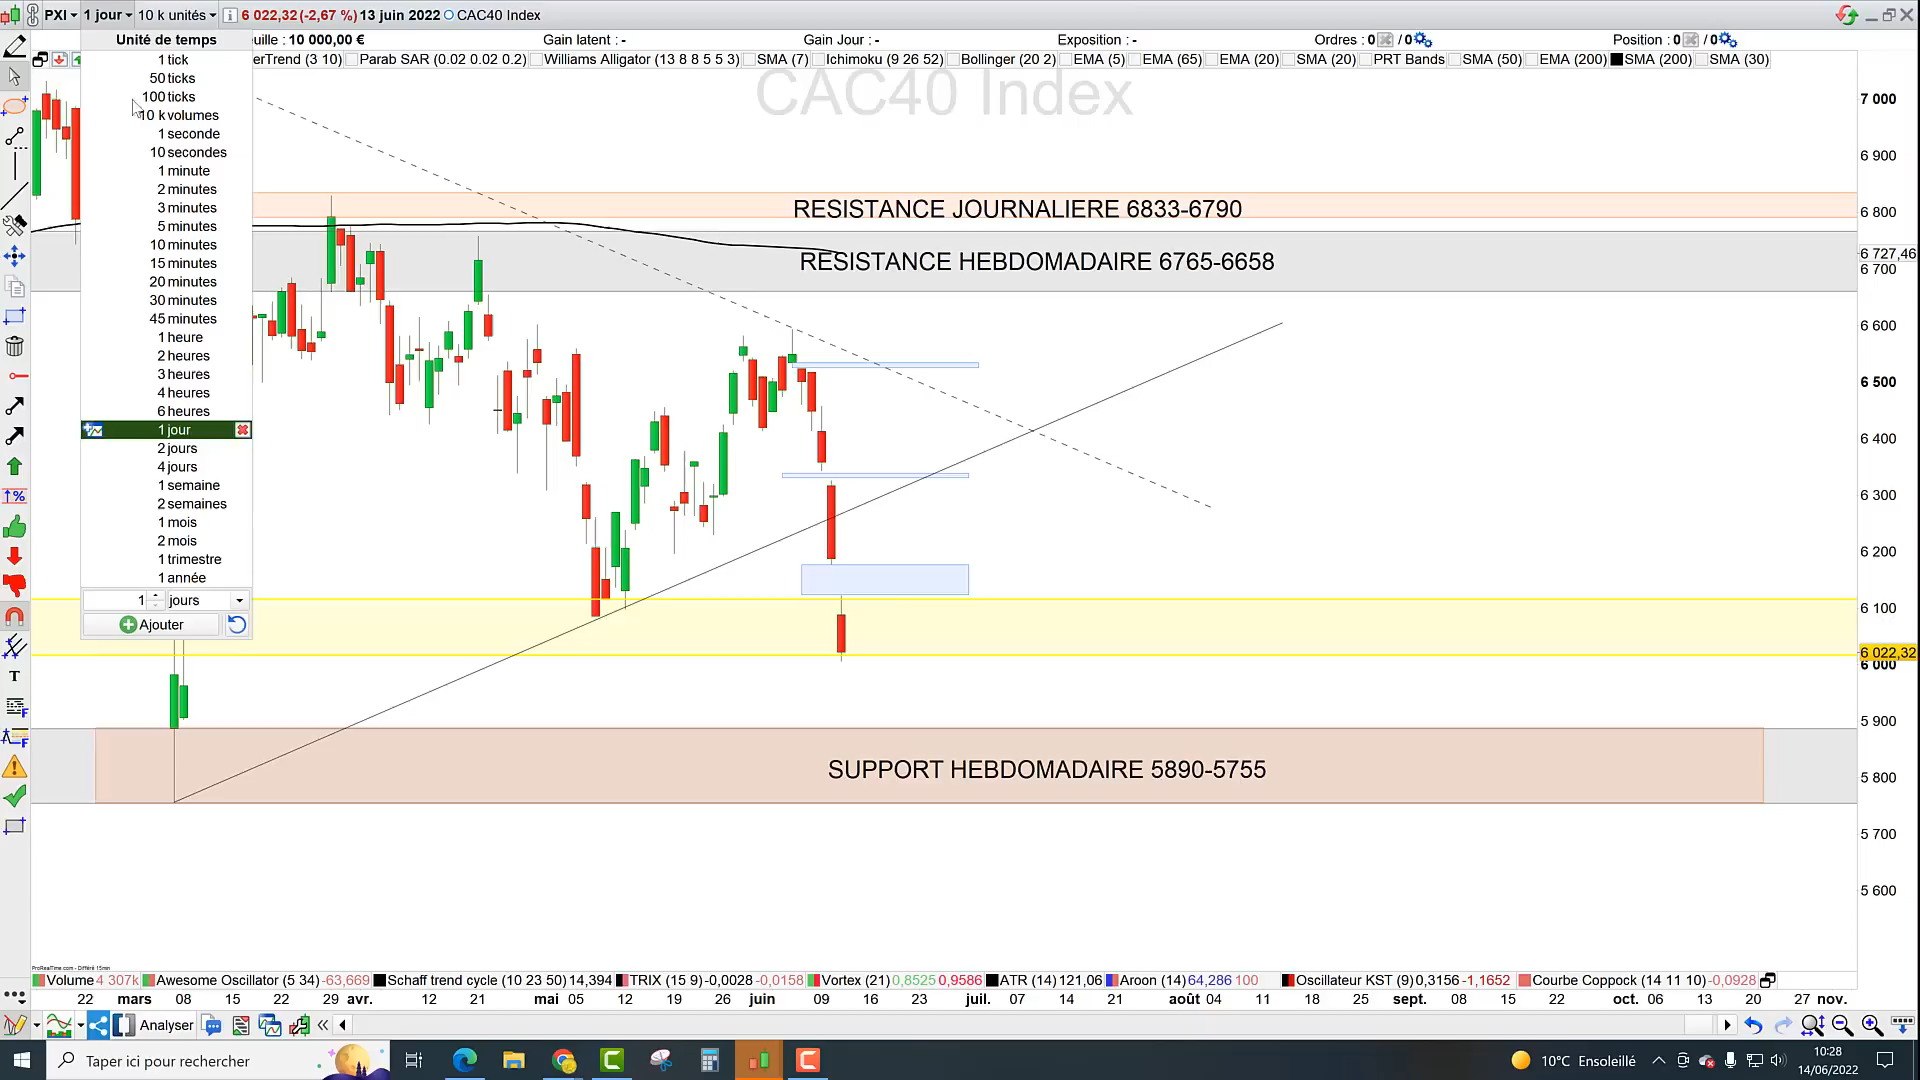 PXI 1 jour 10 k unités 6 022,32 (-2,67 %) 13 juin 2022 CAC40 Index
Unité de temps
uille : 10 000,00 € Gain latent : - Gain Jour : - Exposition : - Ordres : 0 / 0 Position : 0 / 0
erTrend (3 10) Parab SAR (0.02 0.02 0.2) Williams Alligator (13 8 8 5 5 3) SMA (7) Ichimoku (9 26 52) Bollinger (20 2) EMA (5) EMA (65) EMA (20) SMA (20) PRT Bands SMA (50) EMA (200) SMA (200) SMA (30)
CAC40 Index
1 tick
50 ticks
100 ticks
10 k volumes
1 seconde
10 secondes
1 minute
2 minutes
3 minutes
5 minutes
10 minutes
15 minutes
20 minutes
30 minutes
45 minutes
1 heure
2 heures
3 heures
4 heures
6 heures
1 jour
2 jours
4 jours
1 semaine
2 semaines
1 mois
2 mois
1 trimestre
1 année
1 jours
Ajouter
RESISTANCE JOURNALIERE 6833-6790
RESISTANCE HEBDOMADAIRE 6765-6658
SUPPORT HEBDOMADAIRE 5890-5755
7 000
6 900
6 800
6 727,46
6 700
6 600
6 500
6 400
6 300
6 200
6 100
6 022,32
6 000
5 900
5 800
5 700
5 600
ProRealTime.com - Différé 15min
Volume 4 307k Awesome Oscillator (5 34) -63,669 Schaff trend cycle (10 23 50) 14,394 TRIX (15 9) -0,0028 -0,0158 Vortex (21) 0,8525 0,9586 ATR (14) 121,06 Aroon (14) 64,286 100 Oscillateur KST (9) 0,3156 -1,1652 Courbe Coppock (14 11 10) -0,0928
22 mars 08 15 22 29 avr. 12 21 mai 05 12 19 26 juin 09 16 23 juil. 07 14 21 août 04 11 18 25 sept. 08 15 22 oct. 06 13 20 27 nov.
Analyser
Taper ici pour rechercher
10°C Ensoleillé
10:28
14/06/2022